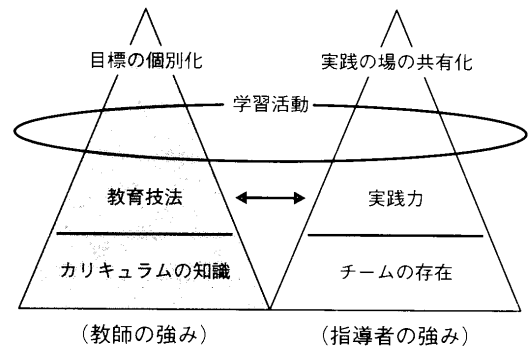 目標の個別化
実践の場の共有化
学習活動
教育技法
実践力
カリキュラムの知識
チームの存在
(教師の強み)
(指導者の強み)